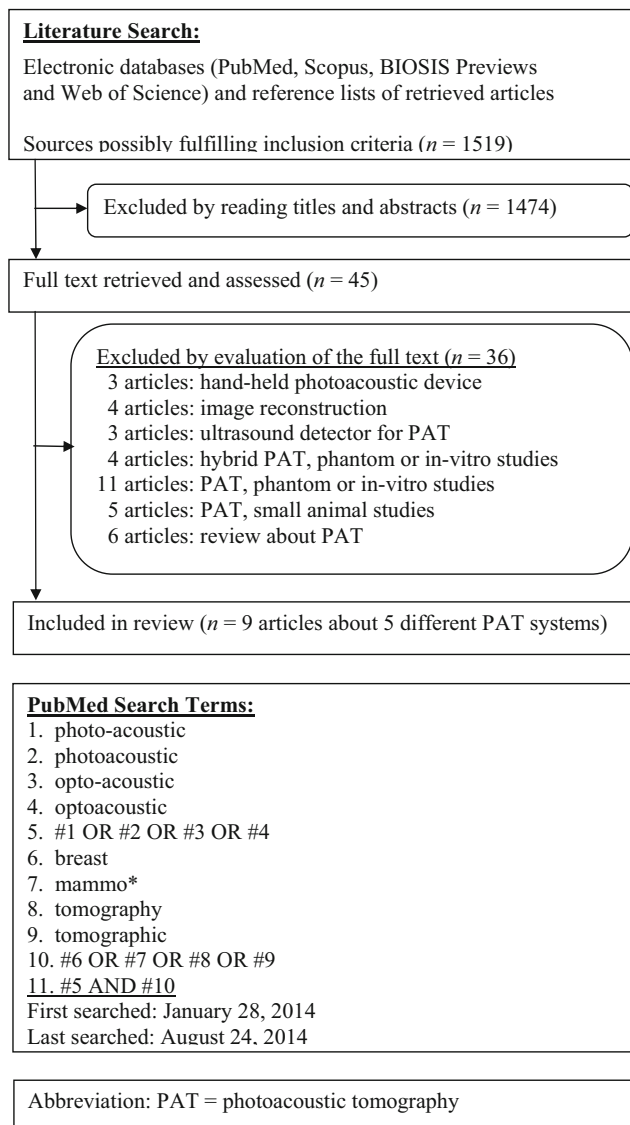 Literature Search:
Electronic databases (PubMed, Scopus, BIOSIS Previews
and Web of Science) and reference lists of retrieved articles
Sources possibly fulfilling inclusion criteria (n = 1519)
Excluded by reading titles and abstracts (n = 1474)
Full text retrieved and assessed (n = 45)
Excluded by evaluation of the full text (n = 36)
3 articles: hand-held photoacoustic device
4 articles: image reconstruction
3 articles: ultrasound detector for PAT
4 articles: hybrid PAT, phantom or in-vitro studies
11 articles: PAT, phantom or in-vitro studies
5 articles: PAT, small animal studies
6 articles: review about PAT
Included in review (n = 9 articles about 5 different PAT systems)
PubMed Search Terms:
1. photo-acoustic
2. photoacoustic
3. opto-acoustic
4. optoacoustic
5. #1 OR #2 OR #3 OR #4
6. breast
7. mammo*
8. tomography
9. tomographic
10. #6 OR #7 OR #8 OR #9
11. #5 AND #10
First searched: January 28, 2014
Last searched: August 24, 2014
Abbreviation: PAT = photoacoustic tomography